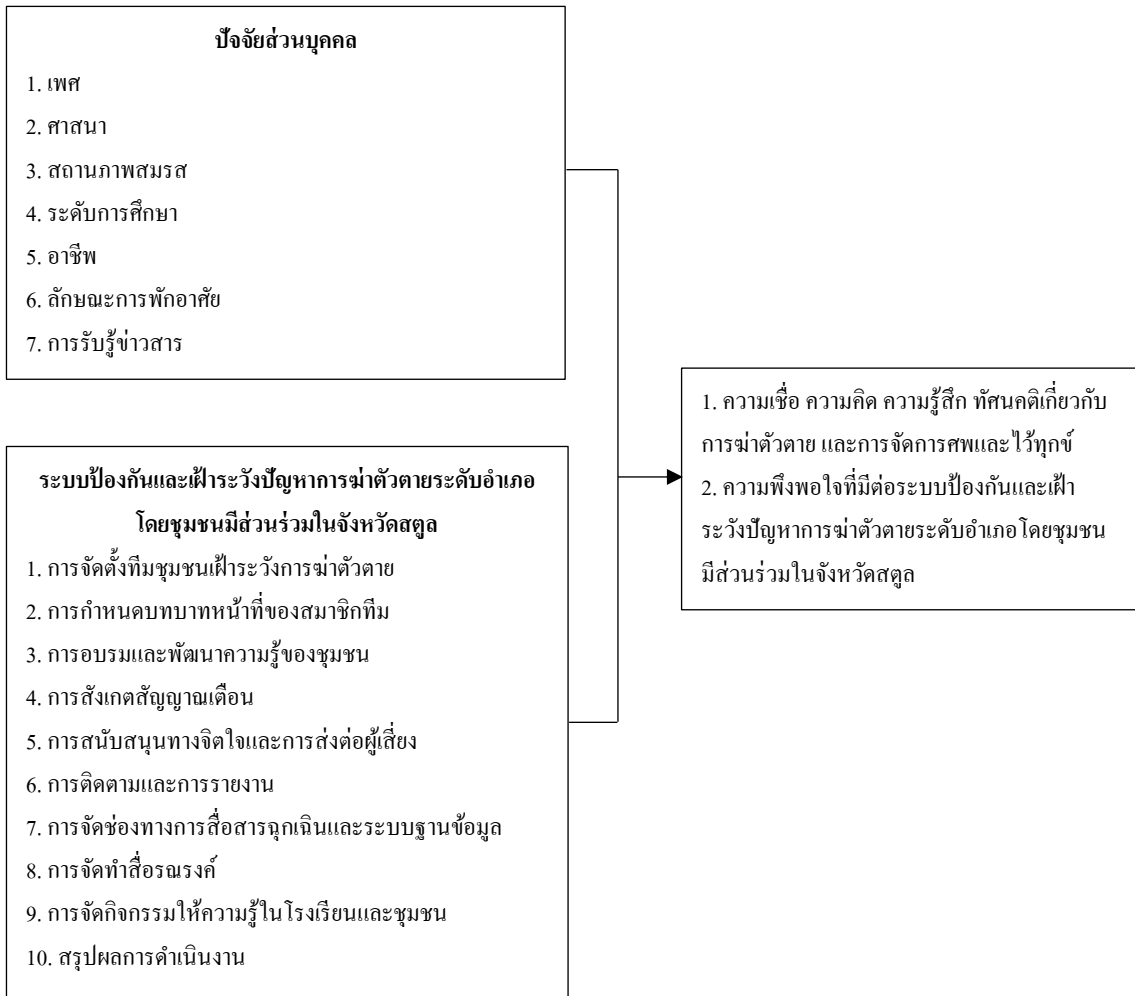 ปัจจัยส่วนบุคคล
1. เพศ
2. ศาสนา
3. สถานภาพสมรส
4. ระดับการศึกษา
5. อาชีพ
6. ลักษณะการพักอาศัย
7. การรับรู้ข่าวสาร
ระบบป้องกันและเฝ้าระวังปัญหาการฆ่าตัวตายระดับอำเภอ
โดยชุมชนมีส่วนร่วมในจังหวัดสตูล
1. การจัดตั้งทีมชุมชนเฝ้าระวังการฆ่าตัวตาย
2. การกำหนดบทบาทหน้าที่ของสมาชิกทีม
3. การอบรมและพัฒนาความรู้ของชุมชน
4. การสังเกตสัญญาณเตือน
5. การสนับสนุนทางจิตใจและการส่งต่อผู้เสี่ยง
6. การติดตามและการรายงาน
7. การจัดช่องทางการสื่อสารฉุกเฉินและระบบฐานข้อมูล
8. การจัดทำสื่อรณรงค์
9. การจัดกิจกรรมให้ความรู้ในโรงเรียนและชุมชน
10. สรุปผลการดำเนินงาน
1. ความเชื่อ ความคิด ความรู้สึก ทัศนคติเกี่ยวกับ
การฆ่าตัวตาย และการจัดการศพและไว้ทุกข์
2. ความพึงพอใจที่มีต่อระบบป้องกันและเฝ้า
ระวังปัญหาการฆ่าตัวตายระดับอำเภอโดยชุมชน
มีส่วนร่วมในจังหวัดสตูล